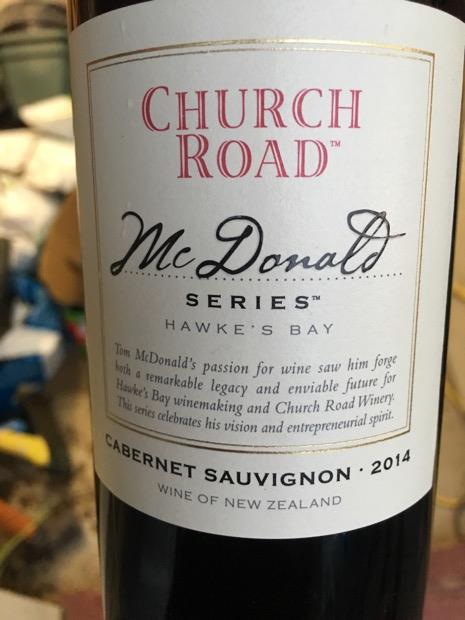 CHURCH
ROAD™
McDonald
SERIES™
HAWKE'S BAY
Tom McDonald's passion for wine saw him forge
both a remarkable legacy and enviable future for
Hawke's Bay winemaking and Church Road Winery.
This series celebrates his vision and entrepreneurial spirit.
CABERNET SAUVIGNON · 2014
WINE OF NEW ZEALAND